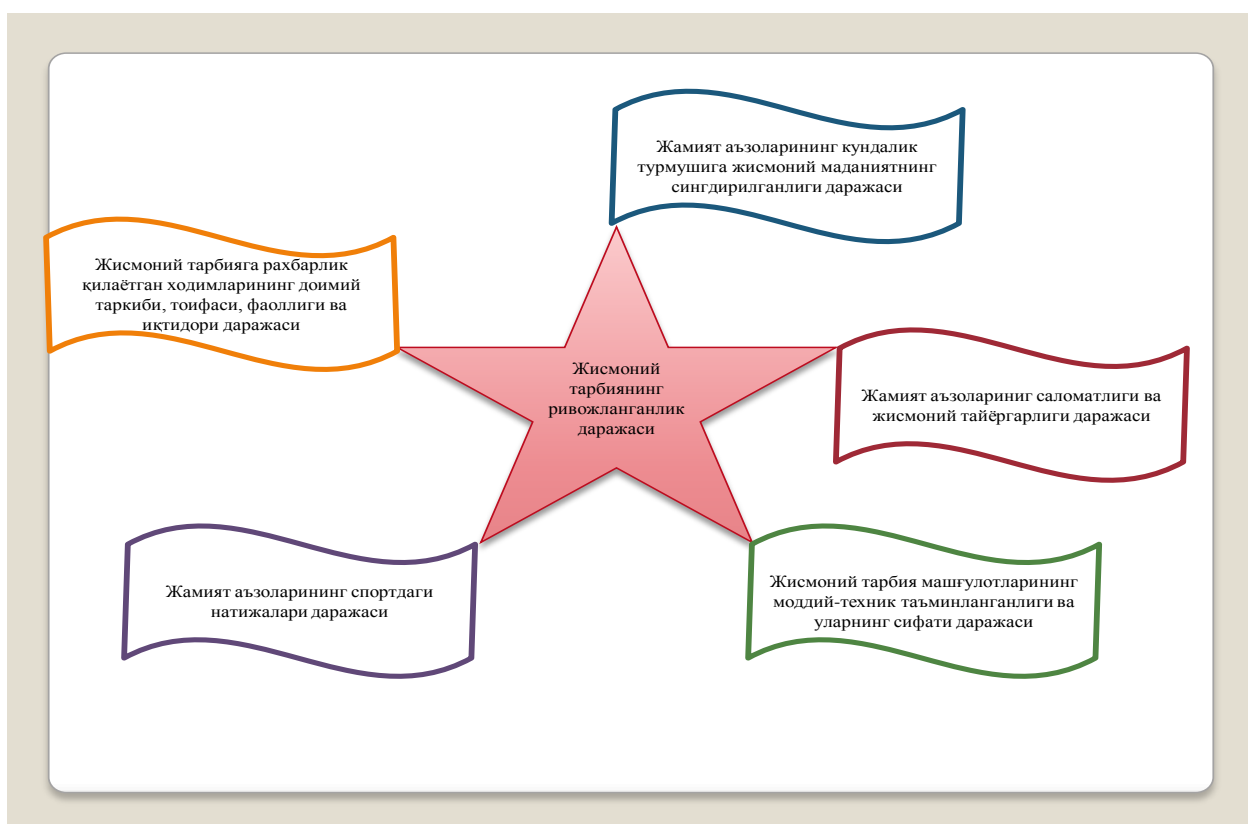 Жамият аъзоларининг кундалик
турмушига жисмоний маданиятнинг
сингдирилганлиги даражаси
Жисмоний тарбияга рахбарлик
қилаётган ходимларининг доимий
таркиби, тоифаси, фаоллиги ва
иқтидори даражаси
Жисмоний
тарбиянинг
ривожланганлик
даражаси
Жамият аъзолариниг саломатлиги ва
жисмоний тайёргарлиги даражаси
Жамият аъзоларининг спортдаги
натижалари даражаси
Жисмоний тарбия машғулотларининг
моддий-техник таъминланганлиги ва
уларнинг сифати даражаси